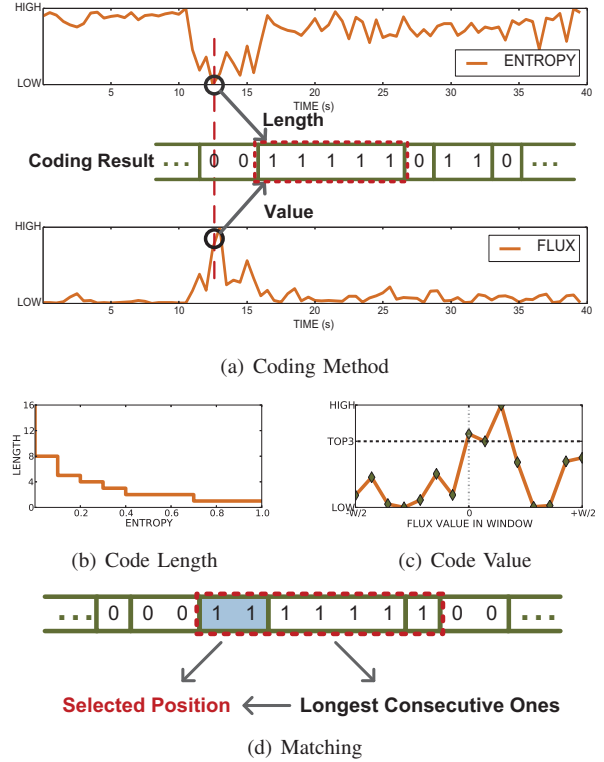 HIGH
ENTROPY
LOW
0 5 10 15 20 25 30 35 40
TIME (s)
Length
Coding Result ... 0 0 1 1 1 1 1 0 1 1 0 ...
Value
HIGH
FLUX
LOW
0 5 10 15 20 25 30 35 40
TIME (s)
(a) Coding Method
16
12
8
4
0
LENGTH
0.2 0.4 0.6 0.8 1.0
ENTROPY
HIGH
TOP3
LOW
-W/2 0 +W/2
FLUX VALUE IN WINDOW
(b) Code Length
(c) Code Value
... 0 0 0 1 1 1 1 1 1 1 0 0 ...
Selected Position
Longest Consecutive Ones
(d) Matching